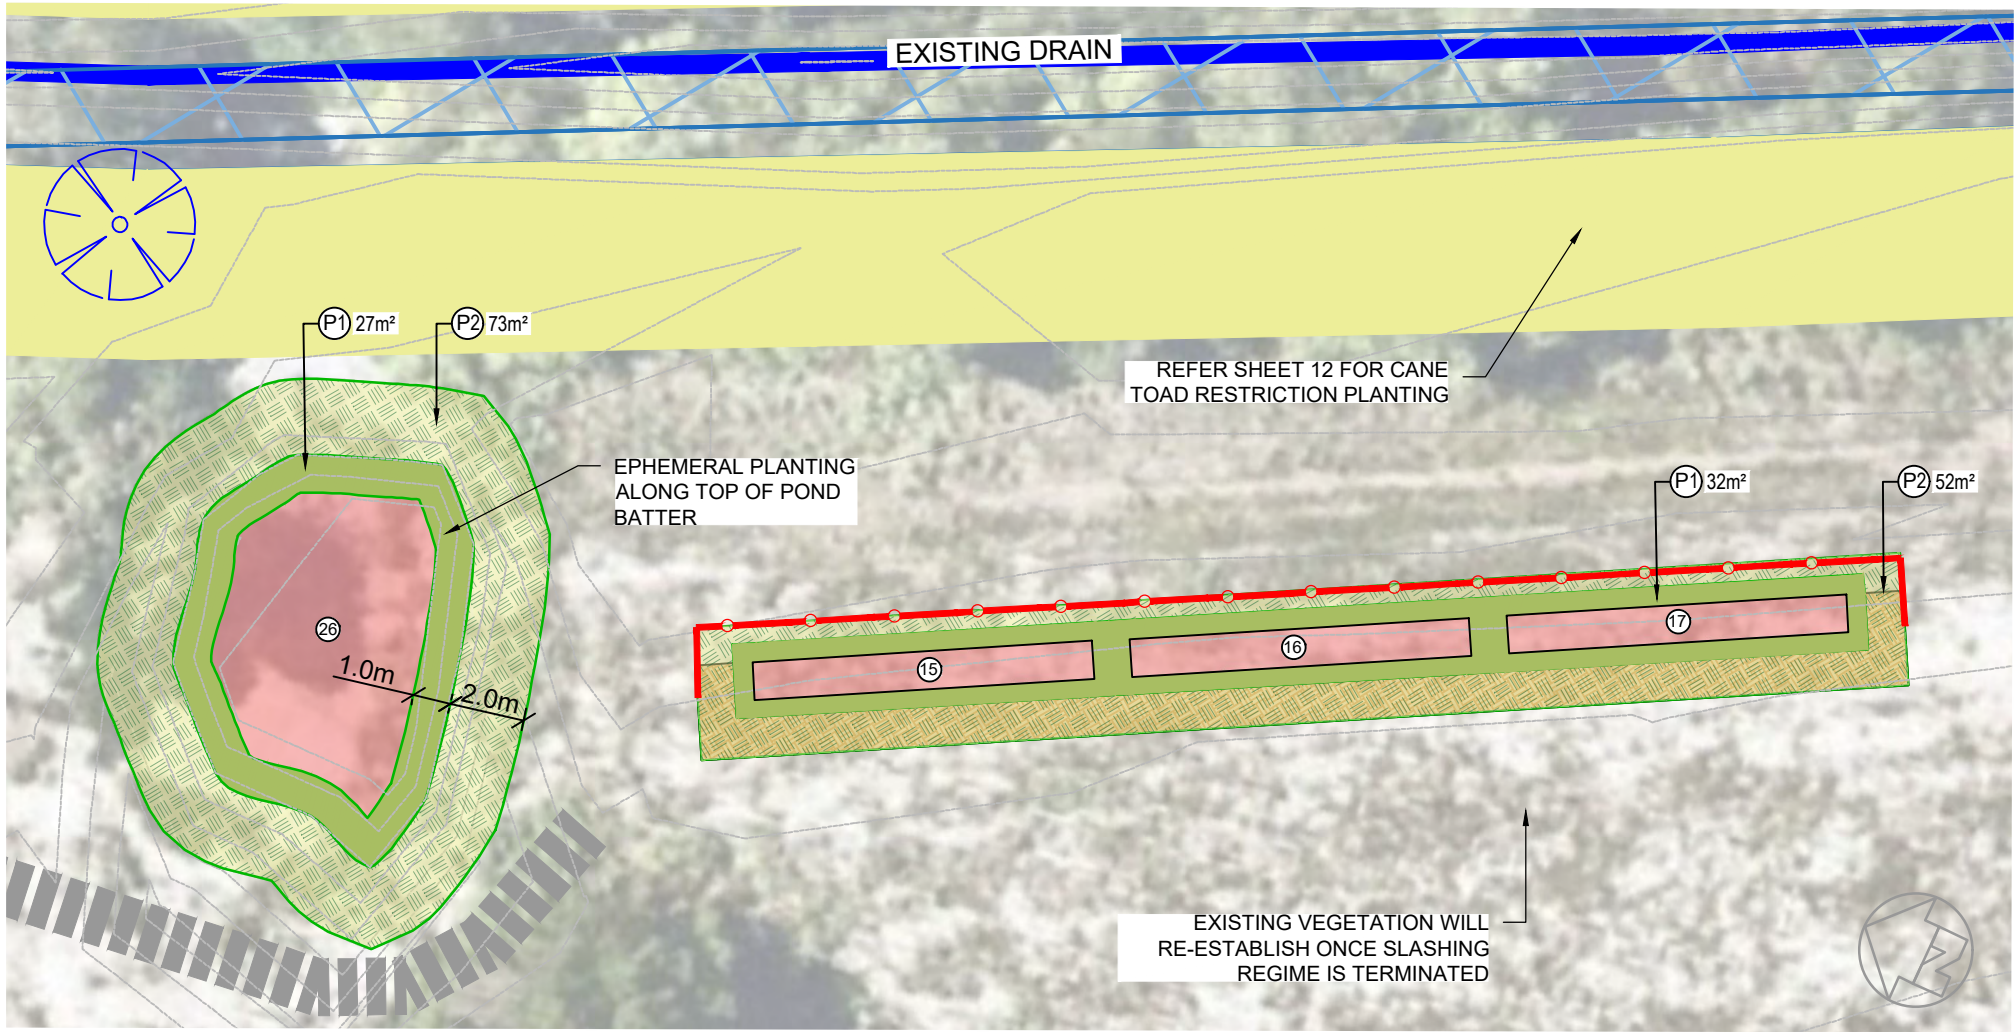 EXISTING DRAIN
P1 27m²
P2 73m²
REFER SHEET 12 FOR CANE
TOAD RESTRICTION PLANTING
EPHEMERAL PLANTING
ALONG TOP OF POND
BATTER
P1 32m²
P2 52m²
26
1.0m
2.0m
15
16
17
EXISTING VEGETATION WILL
RE-ESTABLISH ONCE SLASHING
REGIME IS TERMINATED